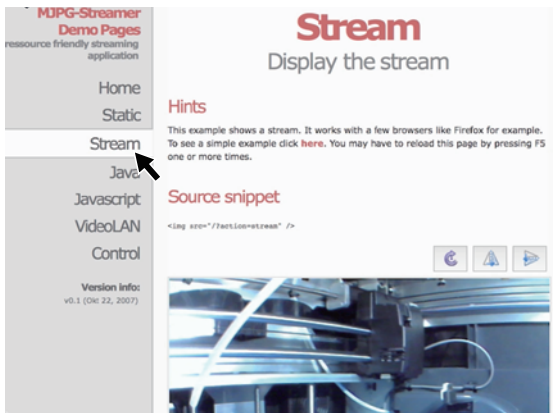 MJPG-Streamer
Demo Pages
ressource friendly streaming
application
Home
Static
Stream
Java
Javascript
VideoLAN
Control
Version info:
v0.1 (Okt 22, 2007)
Stream
Display the stream
Hints
This example shows a stream. It works with a few browsers like Firefox for example.
To see a simple example click here. You may have to reload this page by pressing F5
one or more times.
Source snippet
<img src="/?action=stream" />